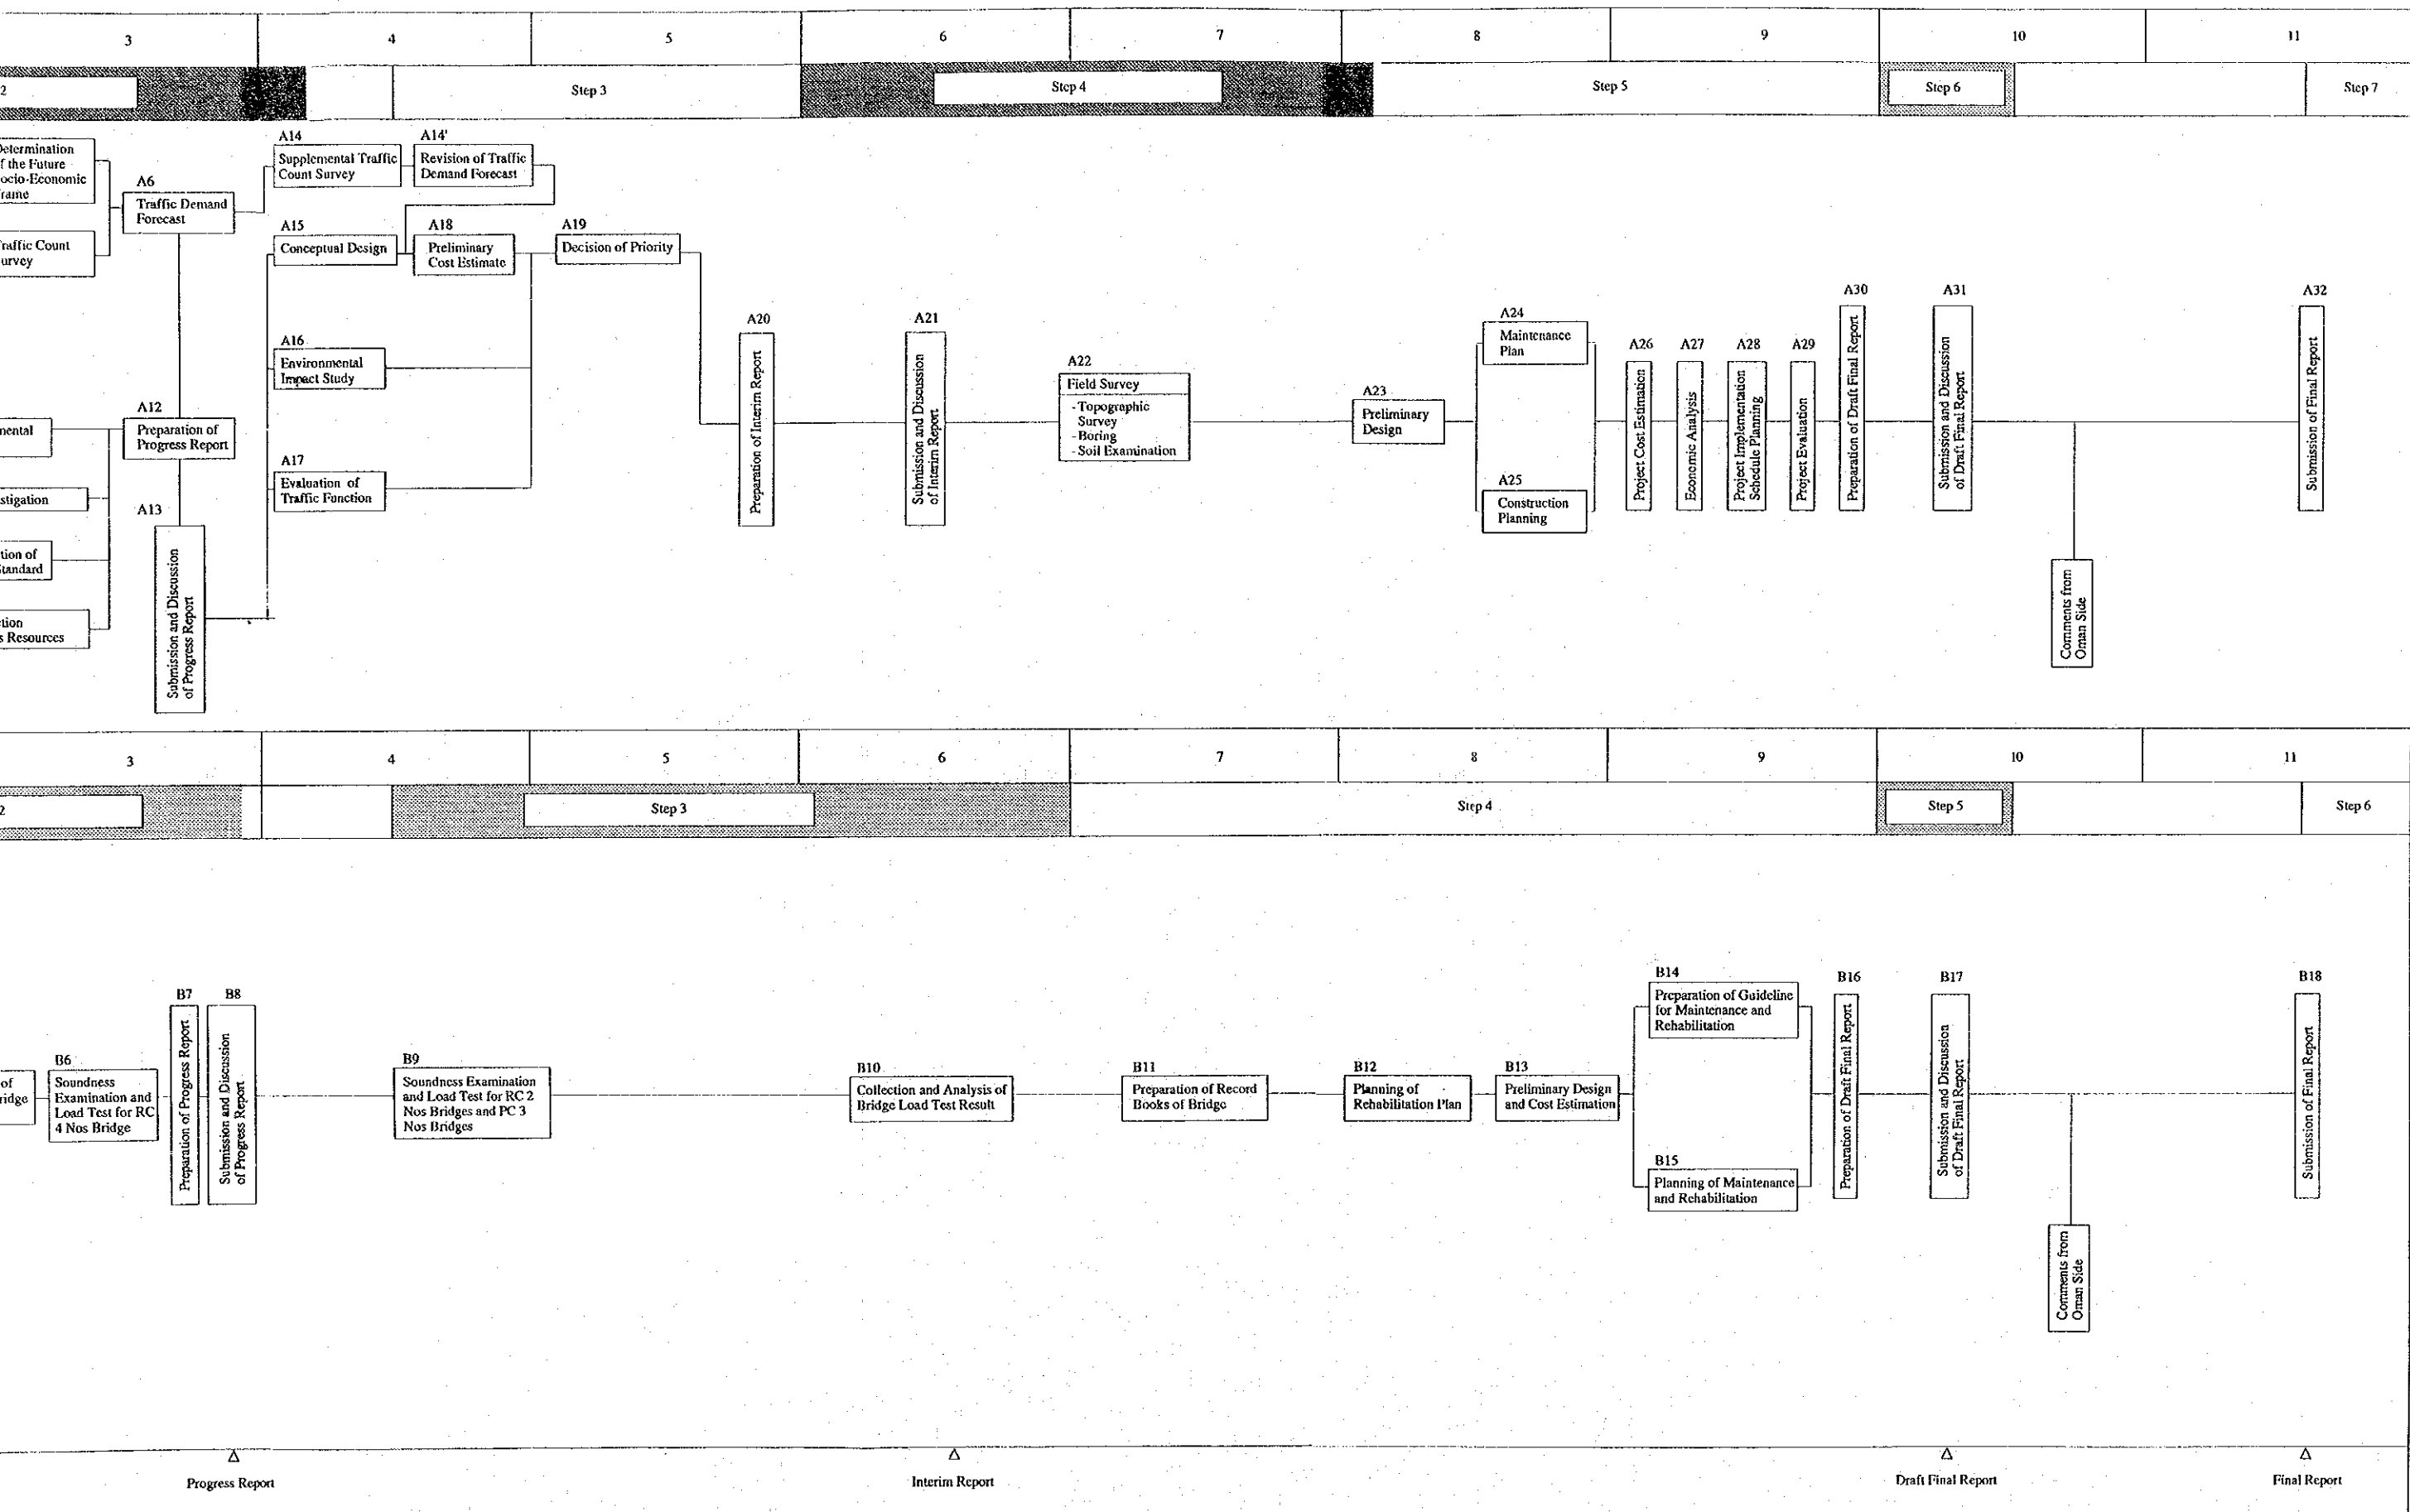 3 4 5 6 7 8 9 10 11
2 Step 3 Step 4 Step 5 Step 6 Step 7
Determination
f the Future
ocio-Economic
rame
raffic Count
urvey
A6
Traffic Demand
Forecast
A14
Supplemental Traffic
Count Survey
A14'
Revision of Traffic
Demand Forecast
A15
Conceptual Design
A18
Preliminary
Cost Estimate
A19
Decision of Priority
A16
Environmental
Impact Study
A17
Evaluation of
Traffic Function
mental
stigation
tion of
Standard
ction
s Resources
A12
Preparation of
Progress Report
A13
Submission and Discussion
of Progress Report
A20
Preparation of Interim Report
A21
Submission and Discussion
of Interim Report
A22
Field Survey
- Topographic
Survey
- Boring
- Soil Examination
A23
Preliminary
Design
A24
Maintenance
Plan
A25
Construction
Planning
A26
Project Cost Estimation
A27
Economic Analysis
A28
Project Implementation
Schedule Planning
A29
Project Evaluation
A30
Preparation of Draft Final Report
A31
Submission and Discussion
of Draft Final Report
Comments from
Oman Side
A32
Submission of Final Report
3 4 5 6 7 8 9 10 11
2 Step 3 Step 4 Step 5 Step 6
of
ridge
B6
Soundness
Examination and
Load Test for RC
4 Nos Bridge
B7
Preparation of Progress Report
B8
Submission and Discussion
of Progress Report
B9
Soundness Examination
and Load Test for RC 2
Nos Bridges and PC 3
Nos Bridges
B10
Collection and Analysis of
Bridge Load Test Result
B11
Preparation of Record
Books of Bridge
B12
Planning of
Rehabilitation Plan
B13
Preliminary Design
and Cost Estimation
B14
Preparation of Guideline
for Maintenance and
Rehabilitation
B15
Planning of Maintenance
and Rehabilitation
B16
Preparation of Draft Final Report
B17
Submission and Discussion
of Draft Final Report
Comments from
Oman Side
B18
Submission of Final Report
△ △ △ △
Progress Report Interim Report Draft Final Report Final Report